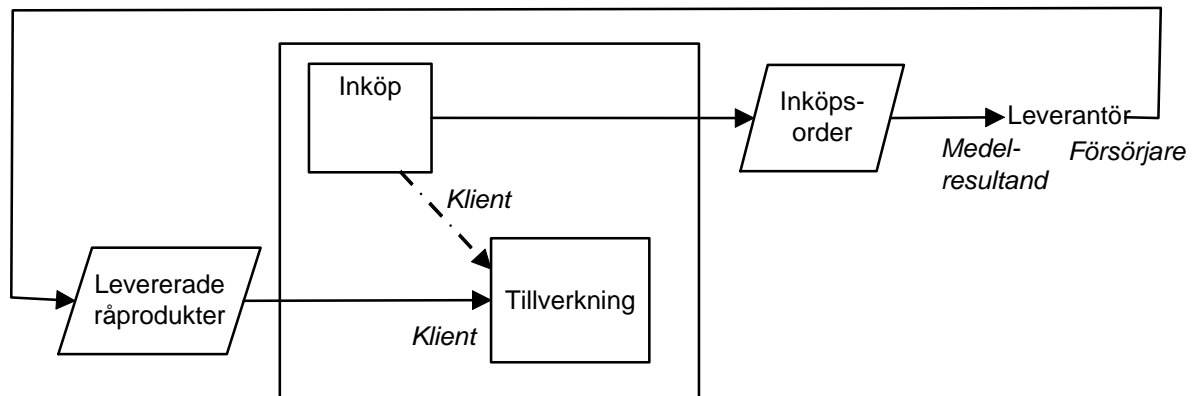 Inköp
Inköps-
order
Leverantör
Medel-
resultand
Försörjare
Klient
Levererade
råprodukter
Klient
Tillverkning